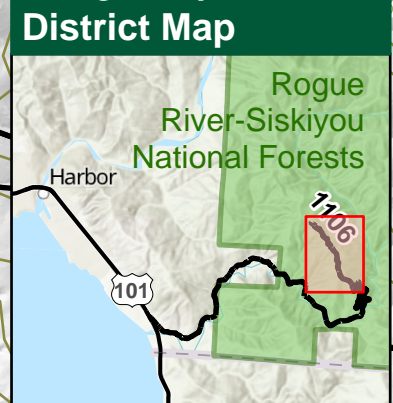 District Map
Rogue
River-Siskiyou
National Forests
Harbor
1106
101